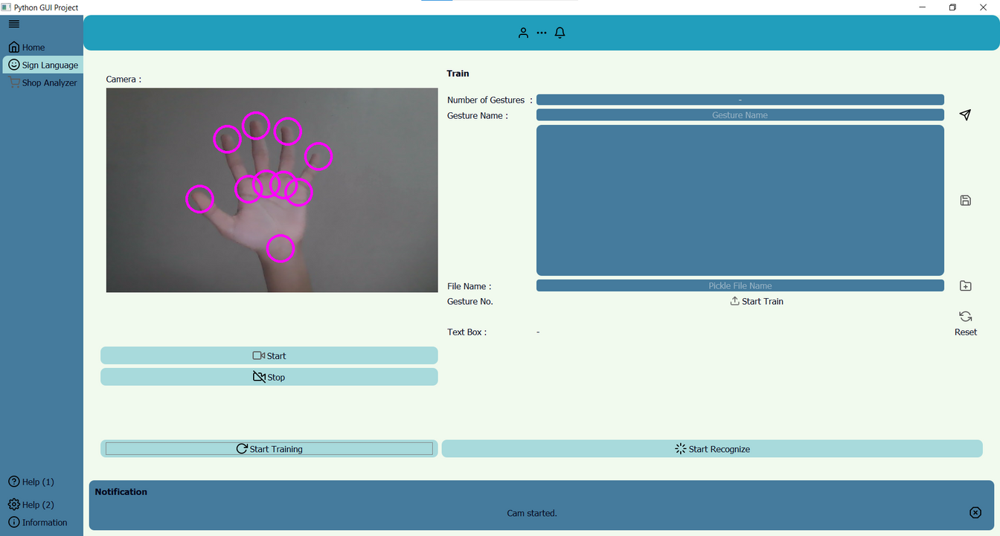 Python GUI Project
Home
Sign Language
Shop Analyzer
Help (1)
Help (2)
Information
Camera :
Start
Stop
Start Training
Train
Number of Gestures :
-
Gesture Name :
Gesture Name
File Name :
Pickle File Name
Gesture No.
Start Train
Text Box :
-
Reset
Start Recognize
Notification
Cam started.